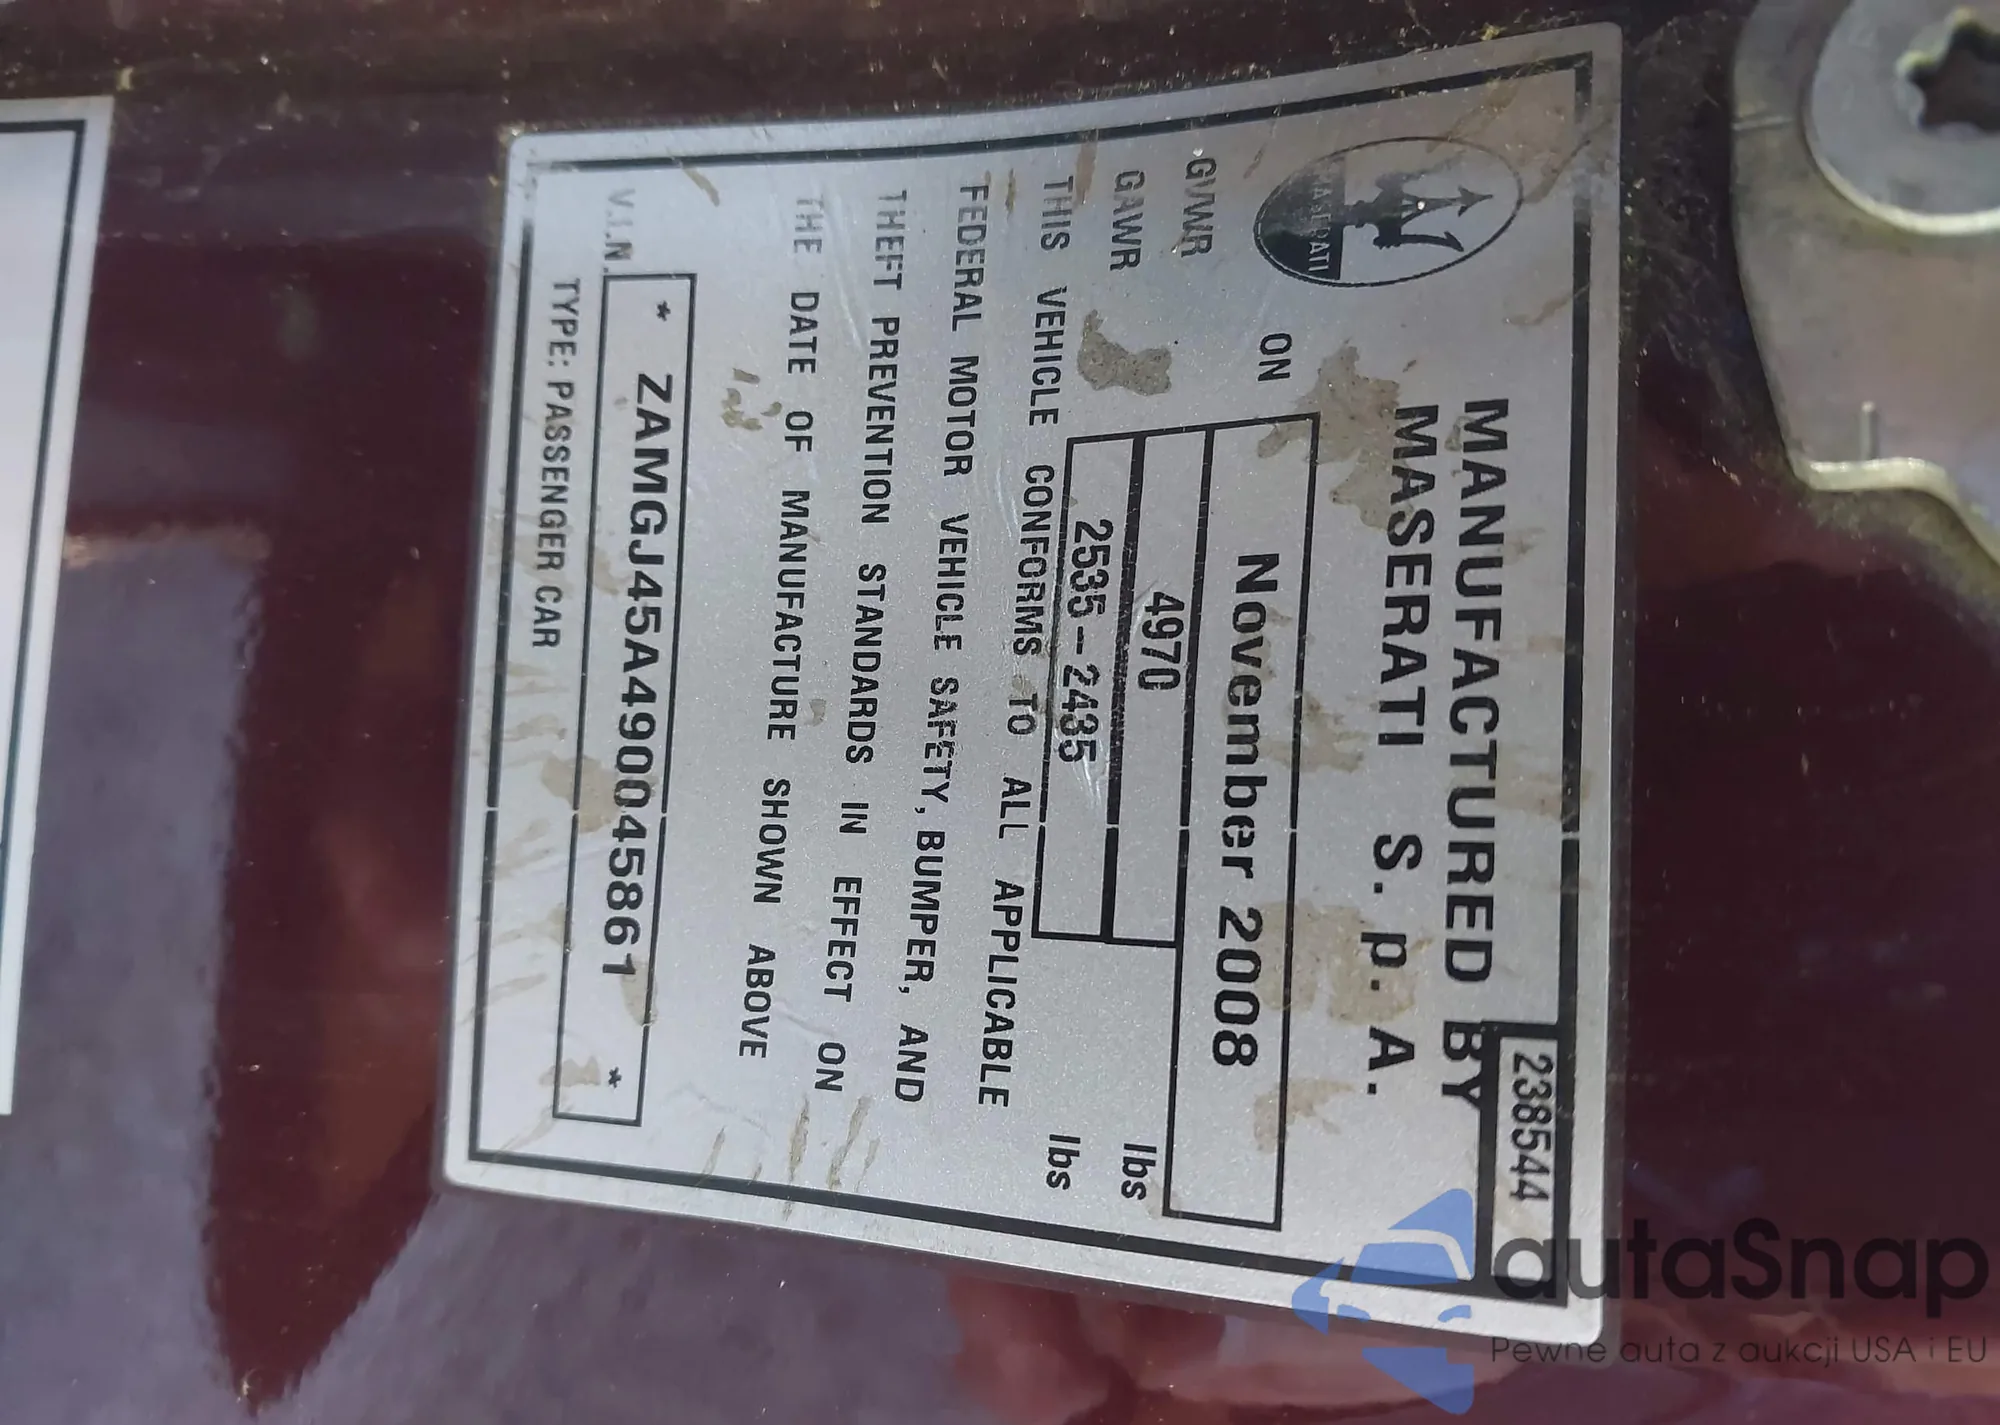 238544
MANUFACTURED BY
MASERATI S. p. A.
MASERATI
ON November 2008
GVWR 4970 lbs
GAWR 2535-2435 lbs
THIS VEHICLE CONFORMS TO ALL APPLICABLE
FEDERAL MOTOR VEHICLE SAFETY, BUMPER, AND
THEFT PREVENTION STANDARDS IN EFFECT ON
THE DATE OF MANUFACTURE SHOWN ABOVE
V.I.N. * ZAMGJ45A490045861 *
TYPE: PASSENGER CAR
autaSnap
Pewne auta z aukcji USA i EU